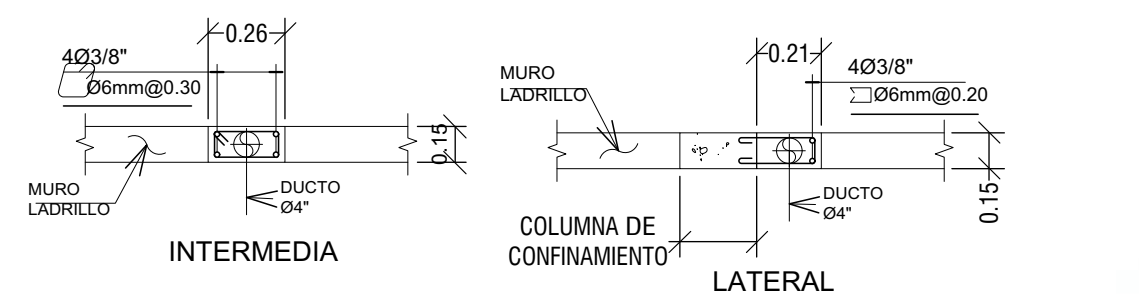 0.26
4Ø3/8"
Ø6mm@0.30
0.15
MURO
LADRILLO
DUCTO
Ø4"
INTERMEDIA
0.21
4Ø3/8"
Ø6mm@0.20
MURO
LADRILLO
0.15
DUCTO
Ø4"
COLUMNA DE
CONFINAMIENTO
LATERAL